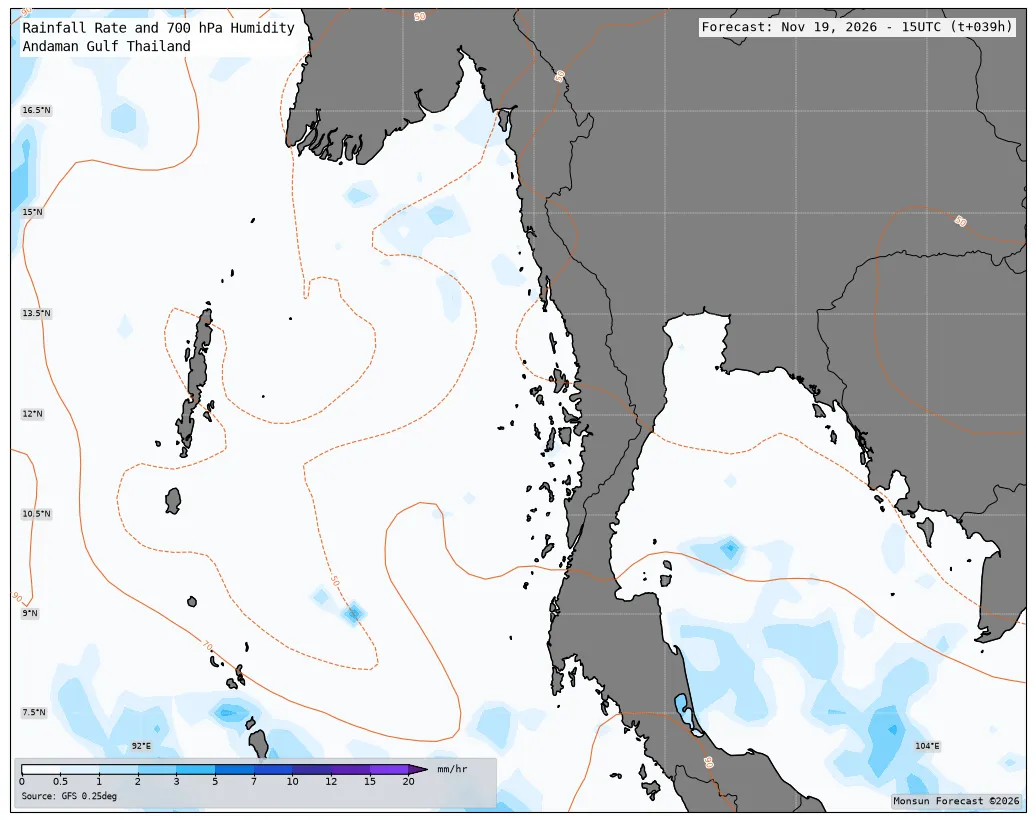 Rainfall Rate and 700 hPa Humidity
Andaman Gulf Thailand
Forecast: Nov 19, 2026 - 15UTC (t+039h)
90
50
50
16.5°N
15°N
50
13.5°N
12°N
10.5°N
50
90
9°N
70
7.5°N
92°E
104°E
90
mm/hr
0 0.5 1 2 3 5 7 10 12 15 20
Source: GFS 0.25deg
Monsun Forecast ©2026